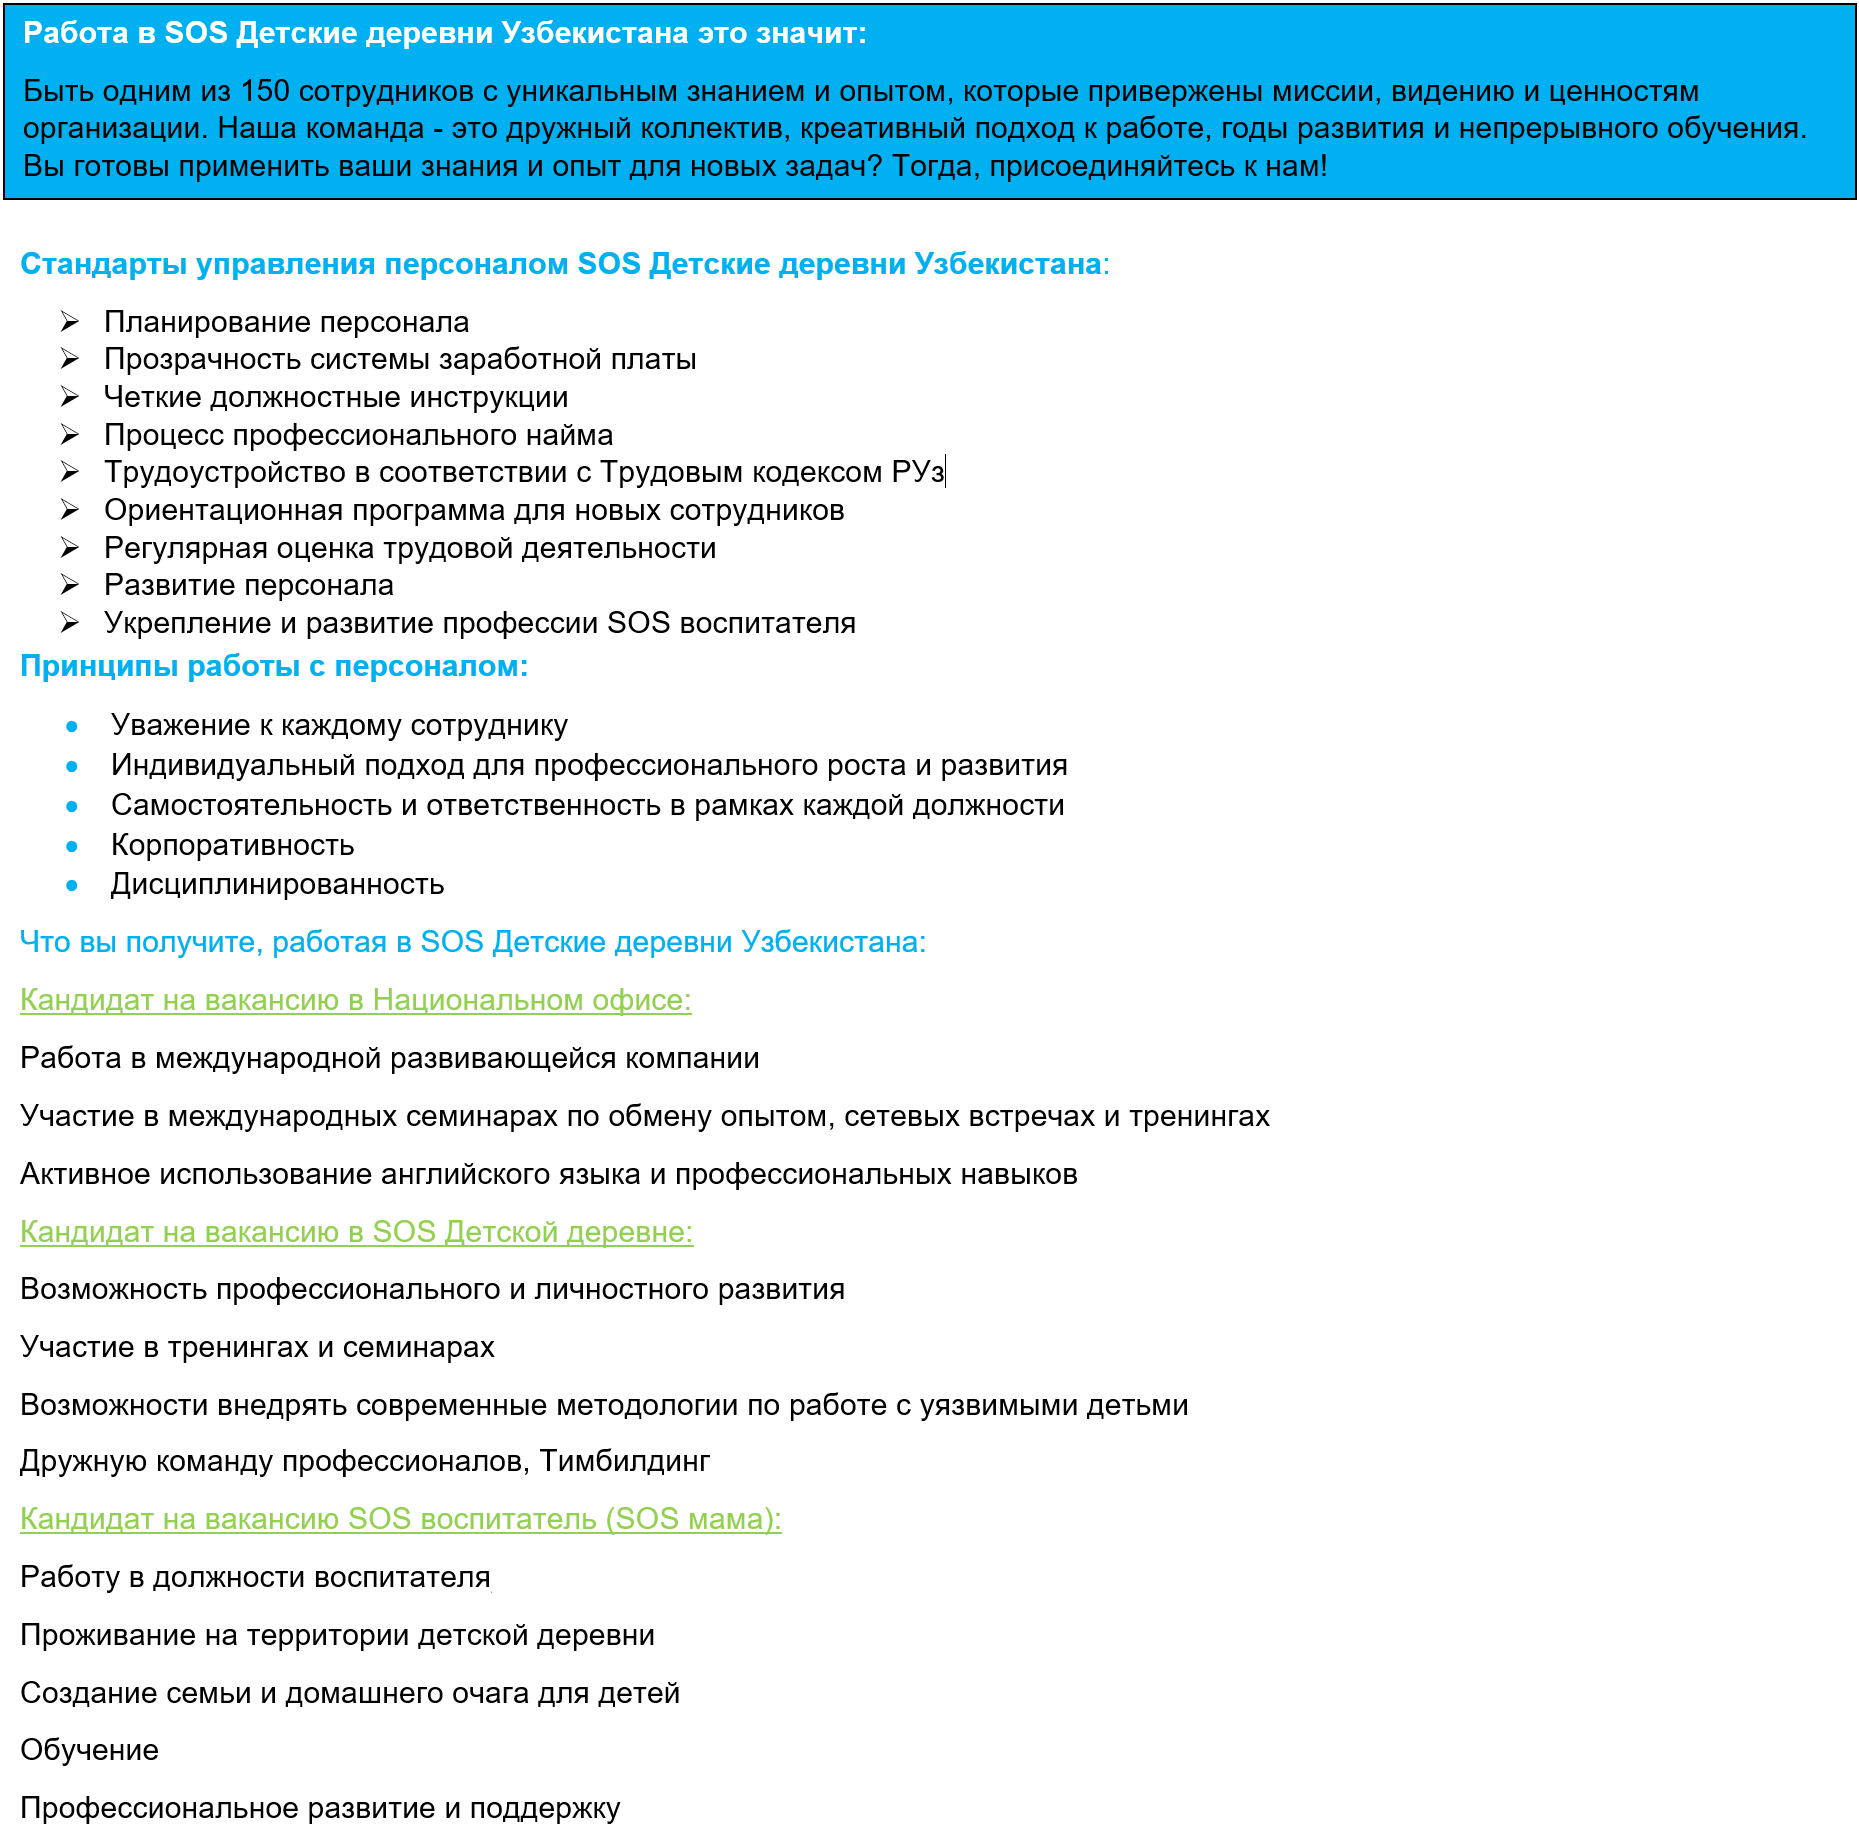 Работа в SOS Детские деревни Узбекистана это значит:
Быть одним из 150 сотрудников с уникальным знанием и опытом, которые привержены миссии, видению и ценностям
организации. Наша команда - это дружный коллектив, креативный подход к работе, годы развития и непрерывного обучения.
Вы готовы применить ваши знания и опыт для новых задач? Тогда, присоединяйтесь к нам!
Стандарты управления персоналом SOS Детские деревни Узбекистана:
➢ Планирование персонала
➢ Прозрачность системы заработной платы
➢ Четкие должностные инструкции
➢ Процесс профессионального найма
➢ Трудоустройство в соответствии с Трудовым кодексом РУз
➢ Ориентационная программа для новых сотрудников
➢ Регулярная оценка трудовой деятельности
➢ Развитие персонала
➢ Укрепление и развитие профессии SOS воспитателя
Принципы работы с персоналом:
• Уважение к каждому сотруднику
• Индивидуальный подход для профессионального роста и развития
• Самостоятельность и ответственность в рамках каждой должности
• Корпоративность
• Дисциплинированность
Что вы получите, работая в SOS Детские деревни Узбекистана:
Кандидат на вакансию в Национальном офисе:
Работа в международной развивающейся компании
Участие в международных семинарах по обмену опытом, сетевых встречах и тренингах
Активное использование английского языка и профессиональных навыков
Кандидат на вакансию в SOS Детской деревне:
Возможность профессионального и личностного развития
Участие в тренингах и семинарах
Возможности внедрять современные методологии по работе с уязвимыми детьми
Дружную команду профессионалов, Тимбилдинг
Кандидат на вакансию SOS воспитатель (SOS мама):
Работу в должности воспитателя
Проживание на территории детской деревни
Создание семьи и домашнего очага для детей
Обучение
Профессиональное развитие и поддержку